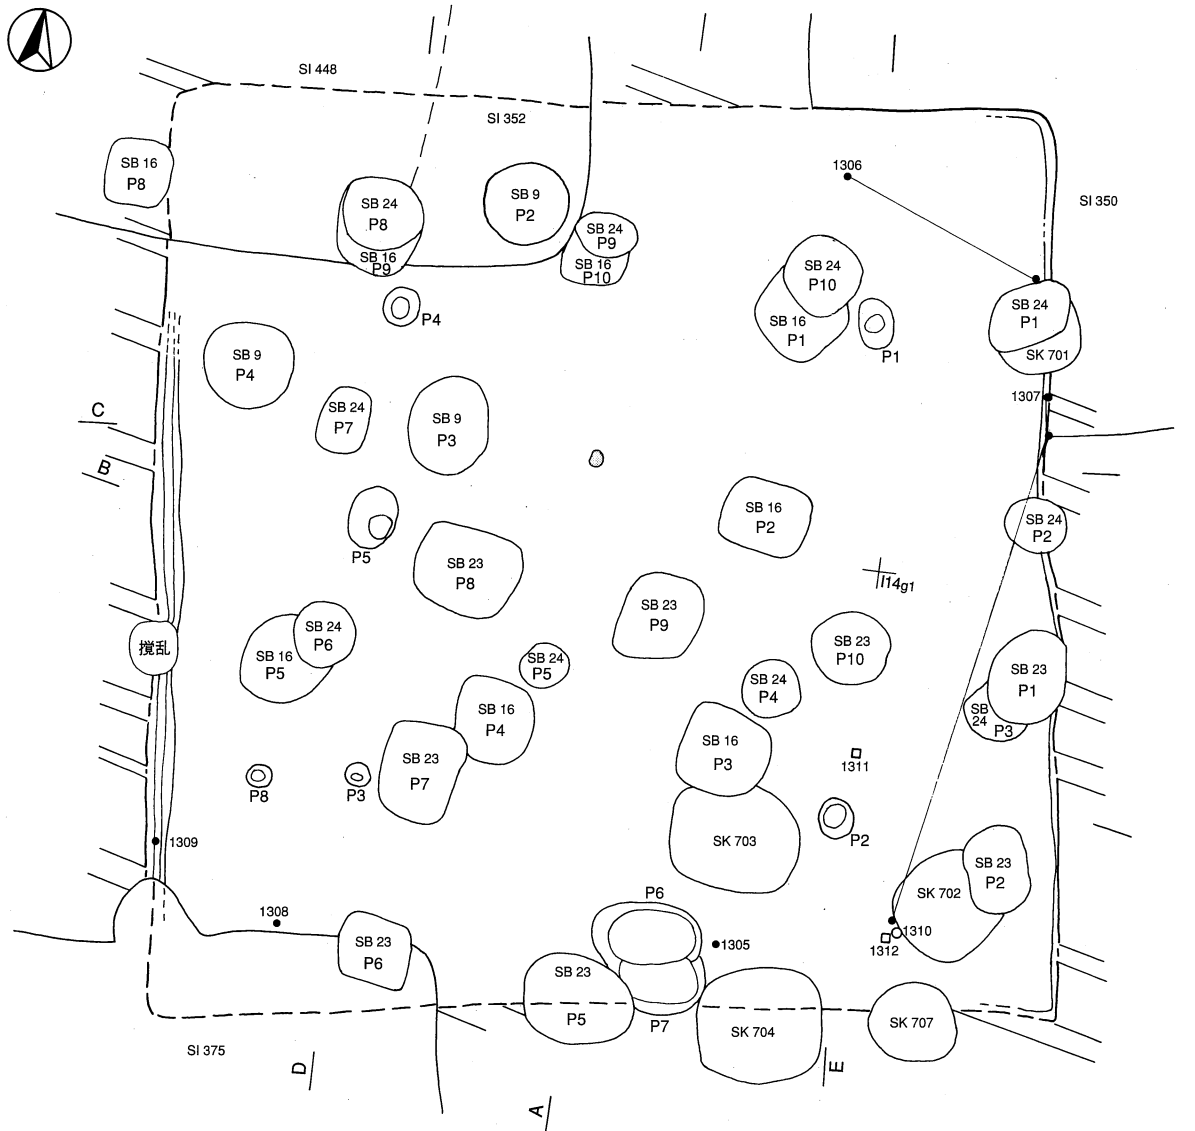 SI 448
SI 352
SB 16
P8
SB 24
P8
SB 16
P9
SB 9
P2
SB 24
P9
SB 16
P10
1306
SI 350
SB 24
P10
SB 16
P1
P1
SB 24
P1
SK 701
P4
SB 9
P4
SB 24
P7
SB 9
P3
1307
C
B
P5
SB 23
P8
SB 16
P2
SB 24
P2
I14g1
SB 23
P9
SB 23
P10
撹乱
SB 24
P6
SB 16
P5
SB 24
P5
SB 24
P4
SB 23
P1
SB
24
P3
SB 16
P4
SB 23
P7
SB 16
P3
1311
P8
P3
P2
SK 703
1309
SB 23
P2
SK 702
P6
1308
1305
1310
1312
SB 23
P6
SB 23
P5
P7
SK 704
SK 707
SI 375
D
A
E